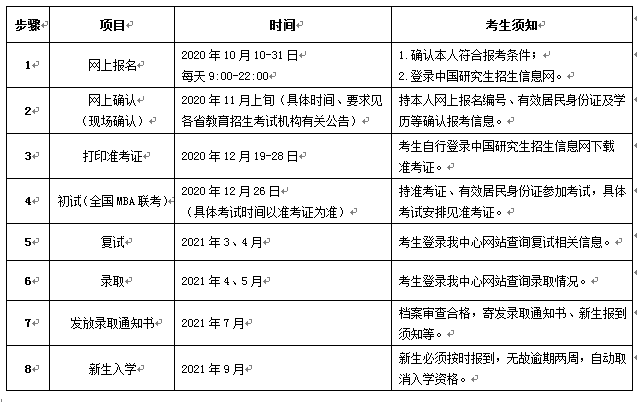 步骤 项目 时间 考生须知
1 网上报名 2020 年 10 月 10-31 日
每天 9:00-22:00
1.确认本人符合报考条件；
2.登录中国研究生招生信息网。
2 网上确认
（现场确认）
2020 年 11 月上旬（具体时间、要求见
各省教育招生考试机构有关公告）
持本人网上报名编号、有效居民身份证及学
历等确认报考信息。
3 打印准考证 2020 年 12 月 19-28 日
考生自行登录中国研究生招生信息网下载
准考证。
4 初试(全国 MBA 联考)
2020 年 12 月 26 日
（具体考试时间以准考证为准）
持准考证、有效居民身份证参加考试，具体
考试安排见准考证。
5 复试 2021 年 3、4 月 考生登录我中心网站查询复试相关信息。
6 录取 2021 年 4、5 月 考生登录我中心网站查询录取情况。
7 发放录取通知书 2021 年 7 月
档案审查合格，寄发录取通知书、新生报到
须知等。
8 新生入学 2021 年 9 月
新生必须按时报到，无故逾期两周，自动取
消入学资格。